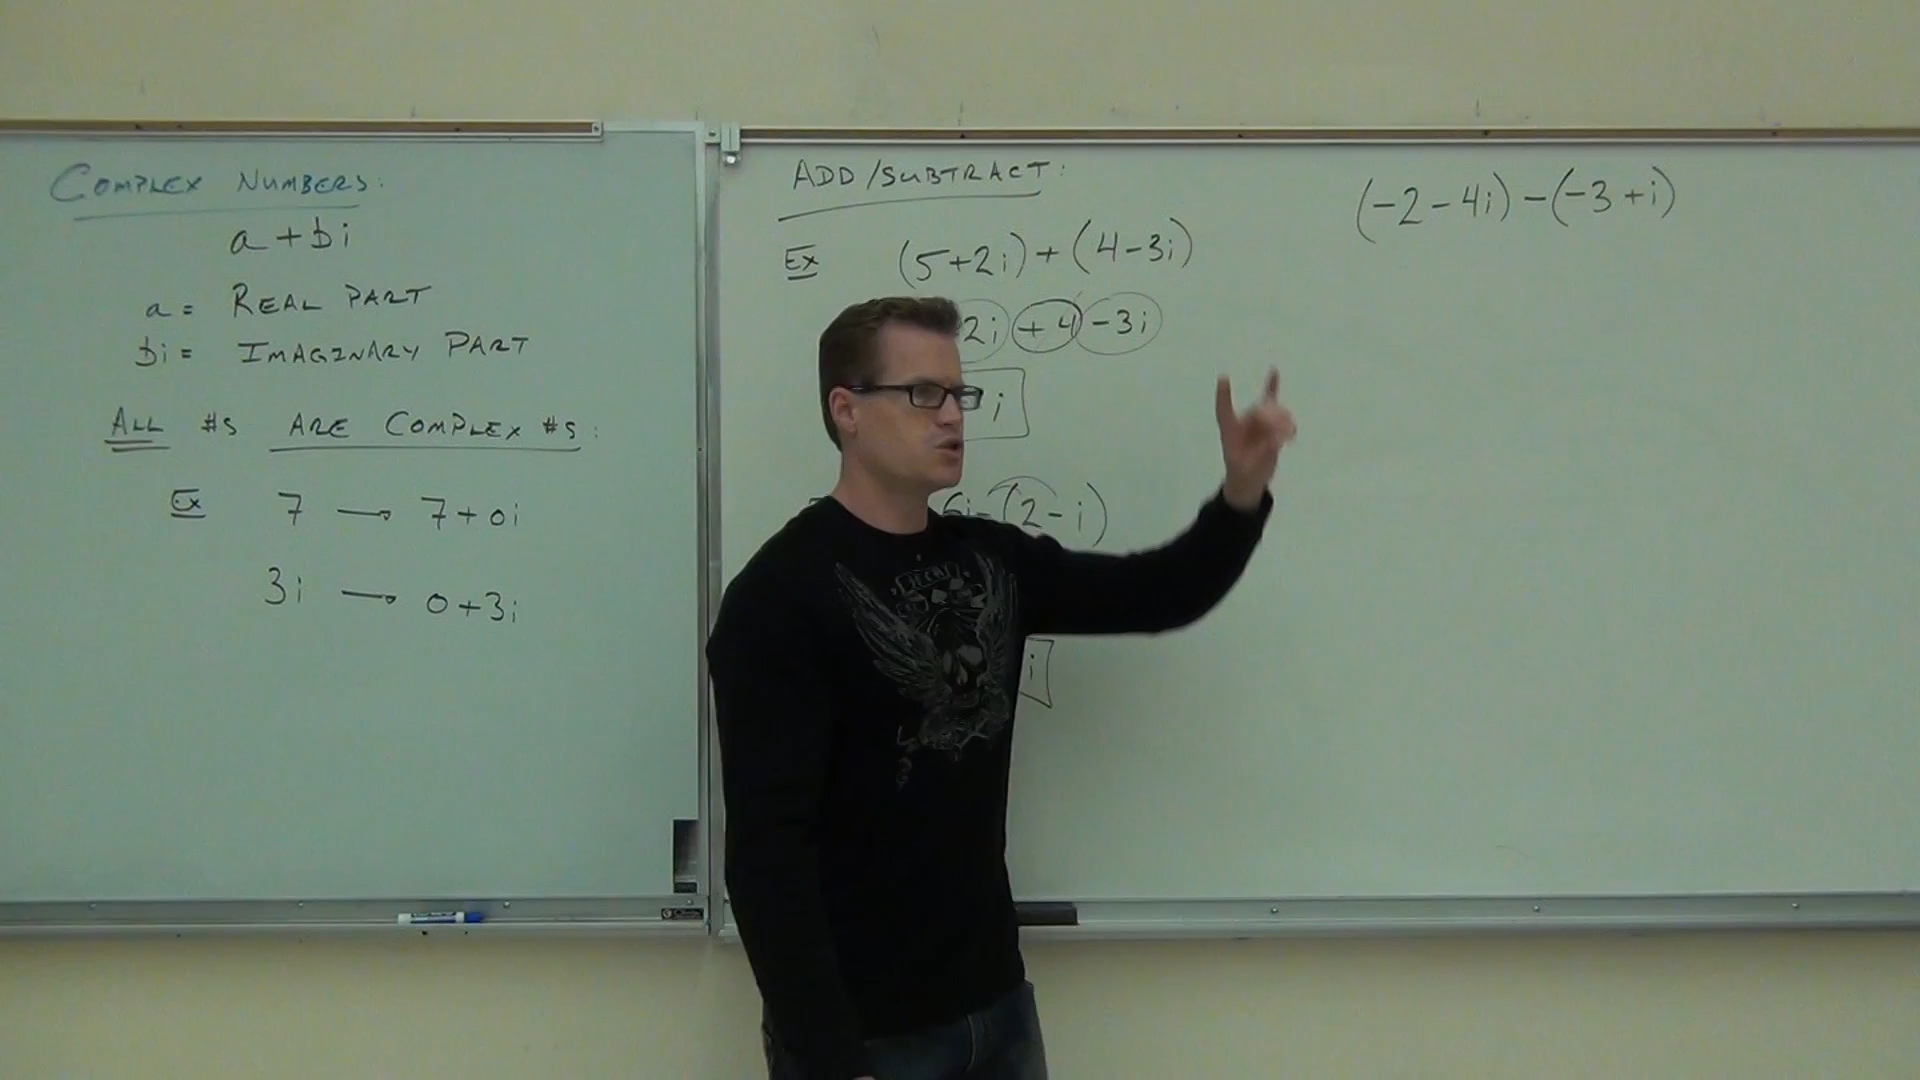 COMPLEX NUMBERS:
a + bi
a = REAL PART
bi = IMAGINARY PART
ALL #S ARE COMPLEX #S:
Ex 7 → 7 + 0i
3i → 0 + 3i
ADD/SUBTRACT:
Ex (5+2i) + (4-3i)
2i + 4 - 3i
i
6i - (2 - i)
i
(-2 - 4i) - (-3 + i)